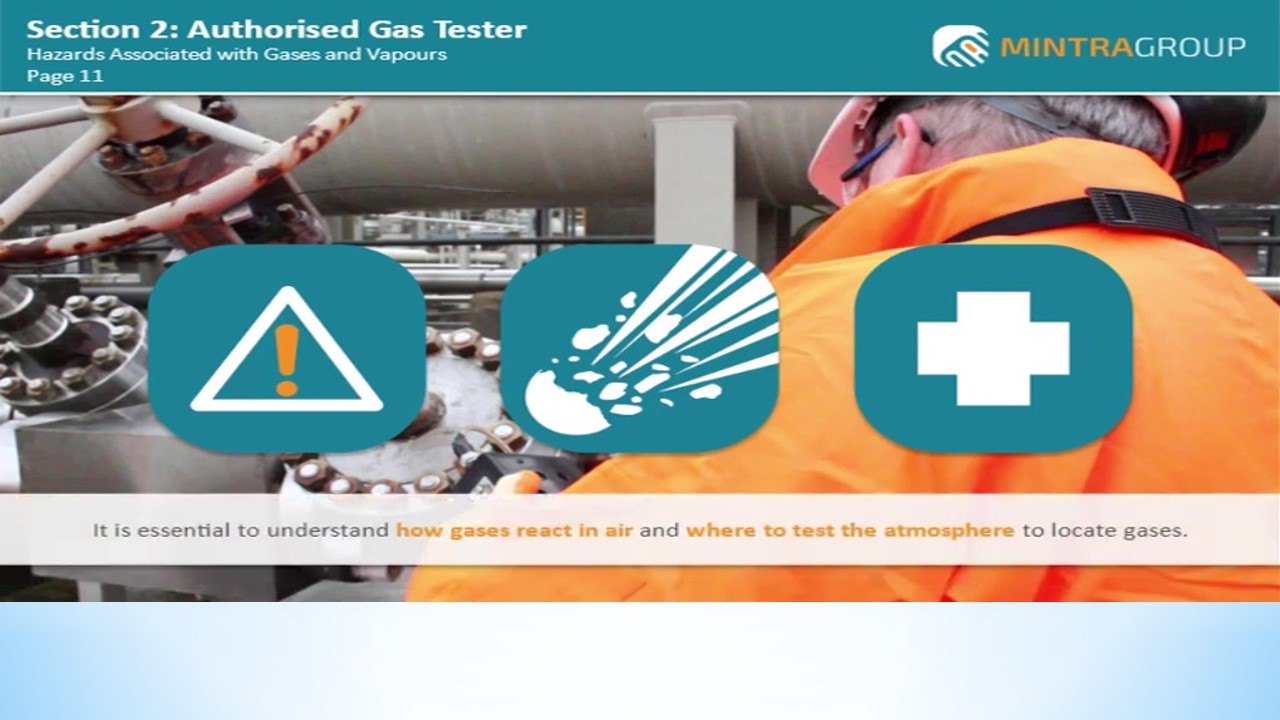 Section 2: Authorised Gas Tester
Hazards Associated with Gases and Vapours
Page 11
MINTRAGROUP
It is essential to understand how gases react in air and where to test the atmosphere to locate gases.